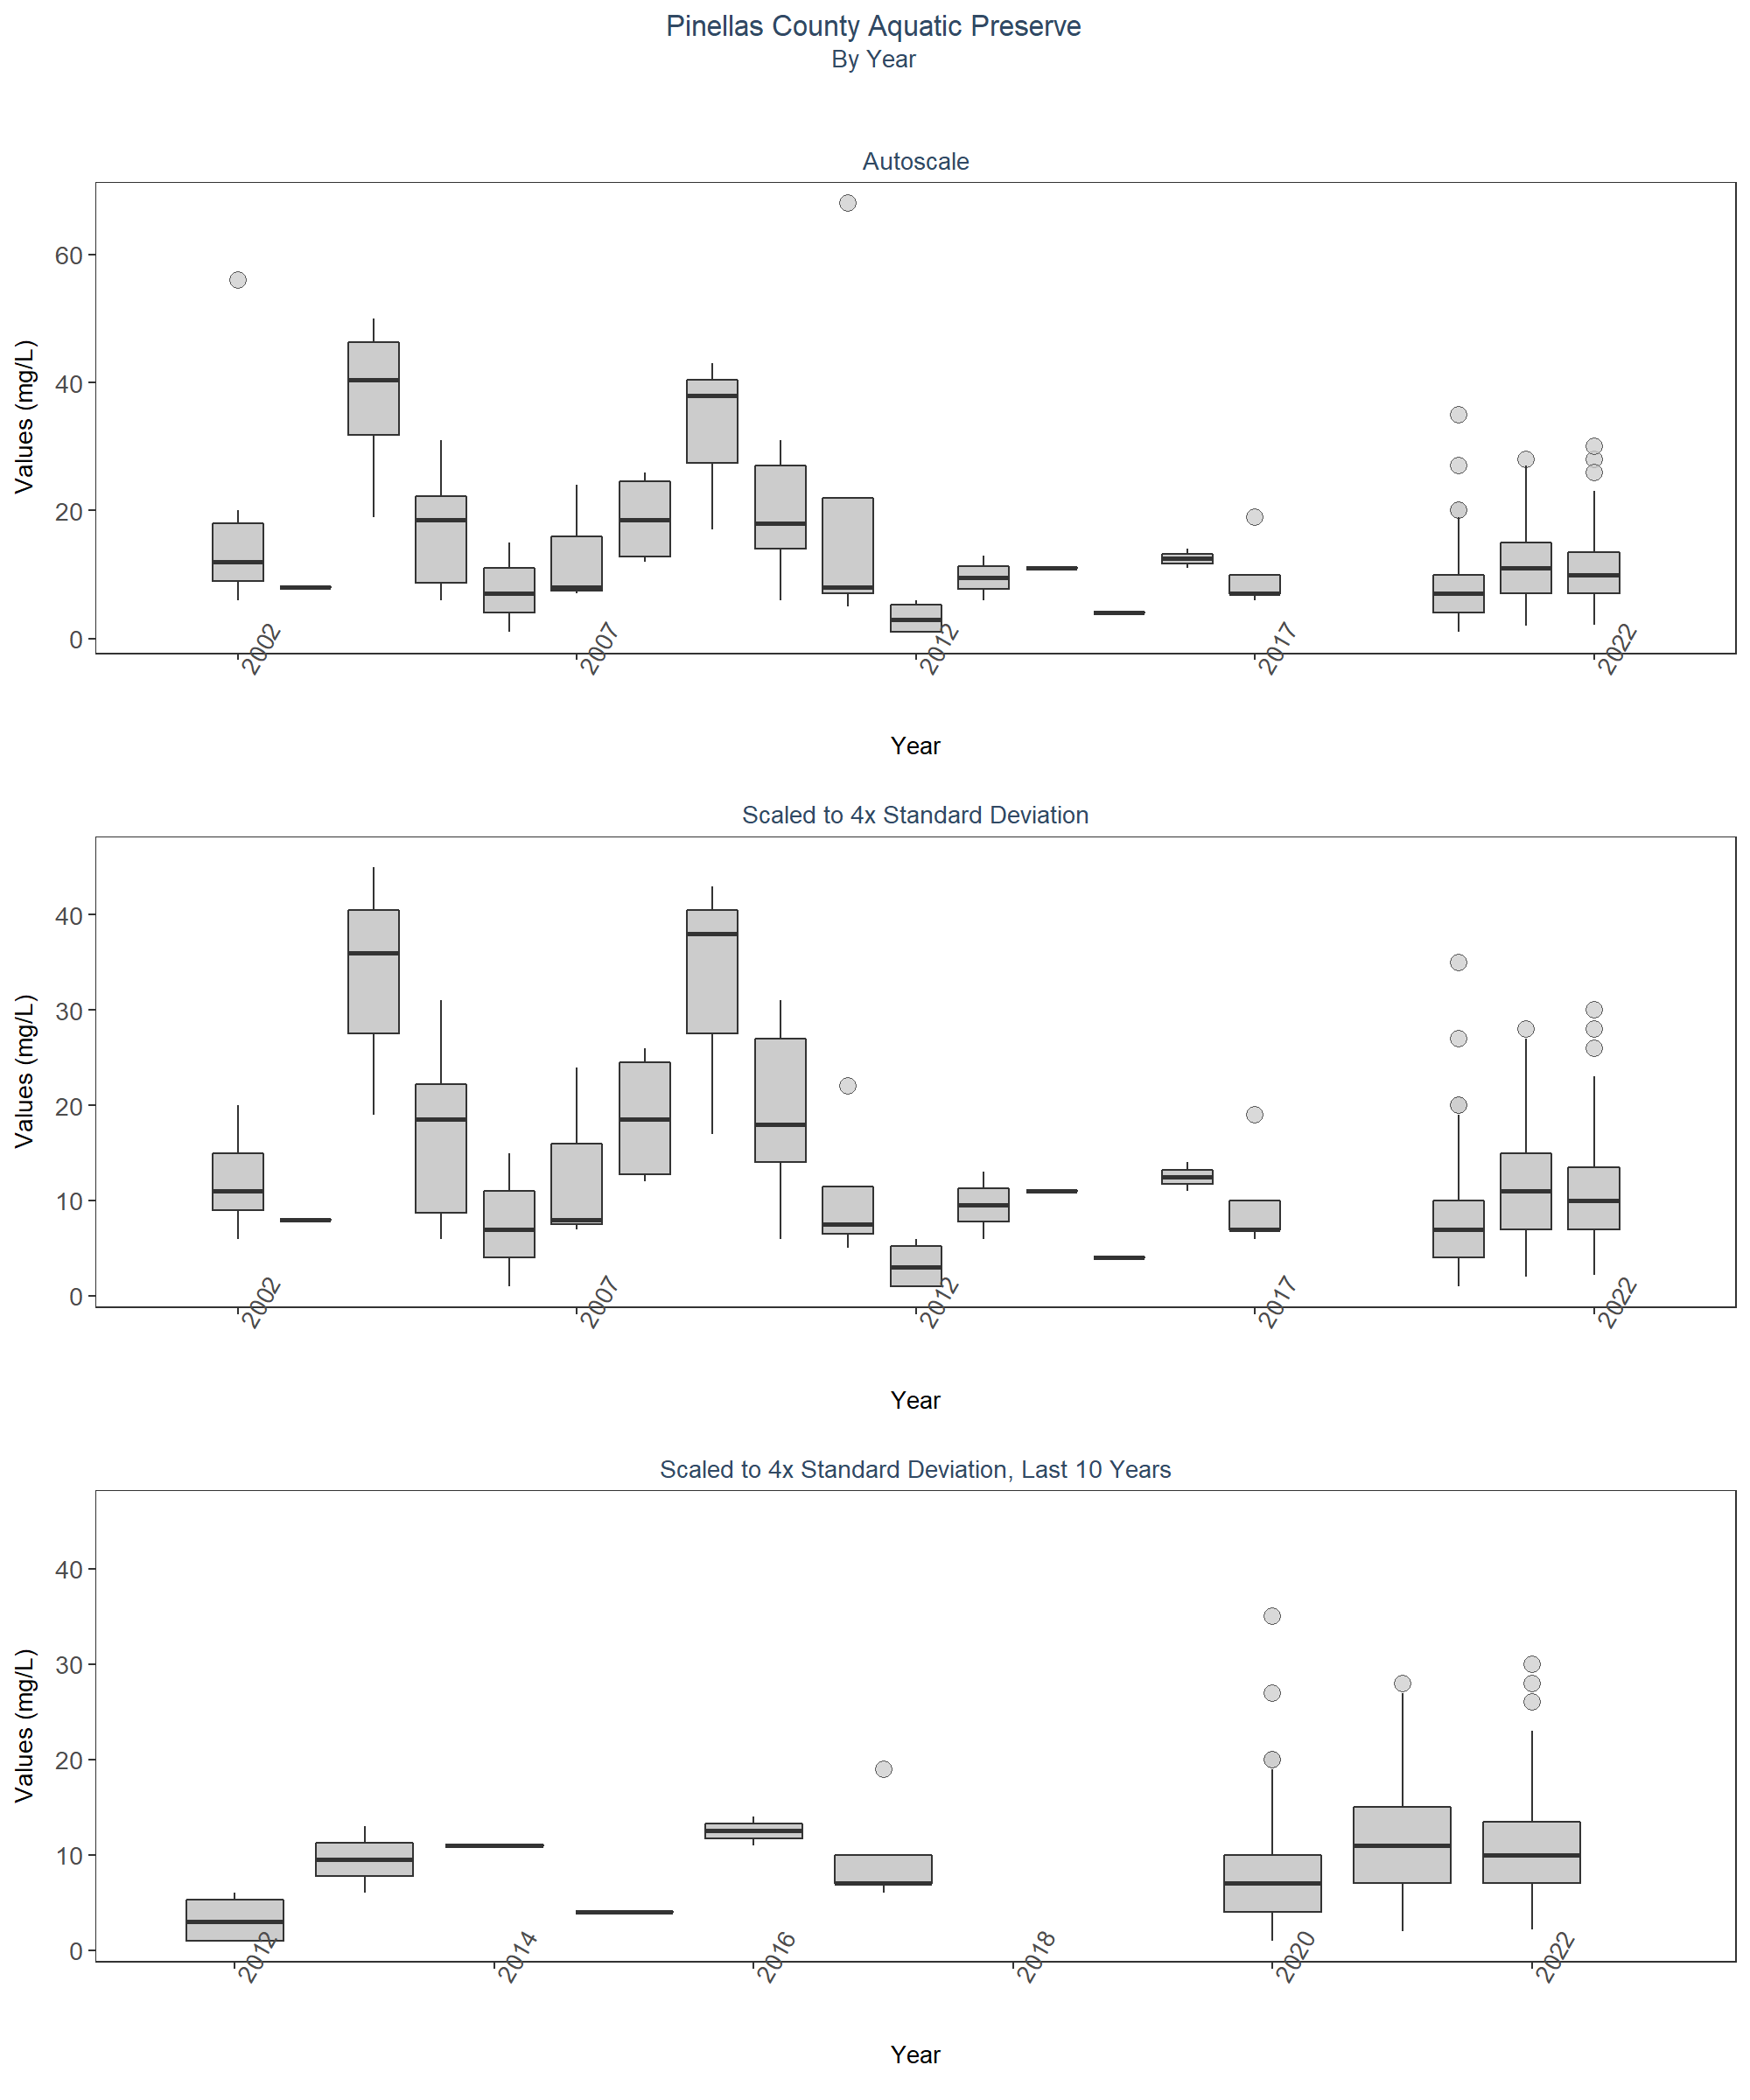 Pinellas County Aquatic Preserve
By Year
Autoscale
Values (mg/L)
60
40
20
0
2002 2007 2012 2017 2022
Year
Scaled to 4x Standard Deviation
Values (mg/L)
40
30
20
10
0
2002 2007 2012 2017 2022
Year
Scaled to 4x Standard Deviation, Last 10 Years
Values (mg/L)
40
30
20
10
0
2012 2014 2016 2018 2020 2022
Year